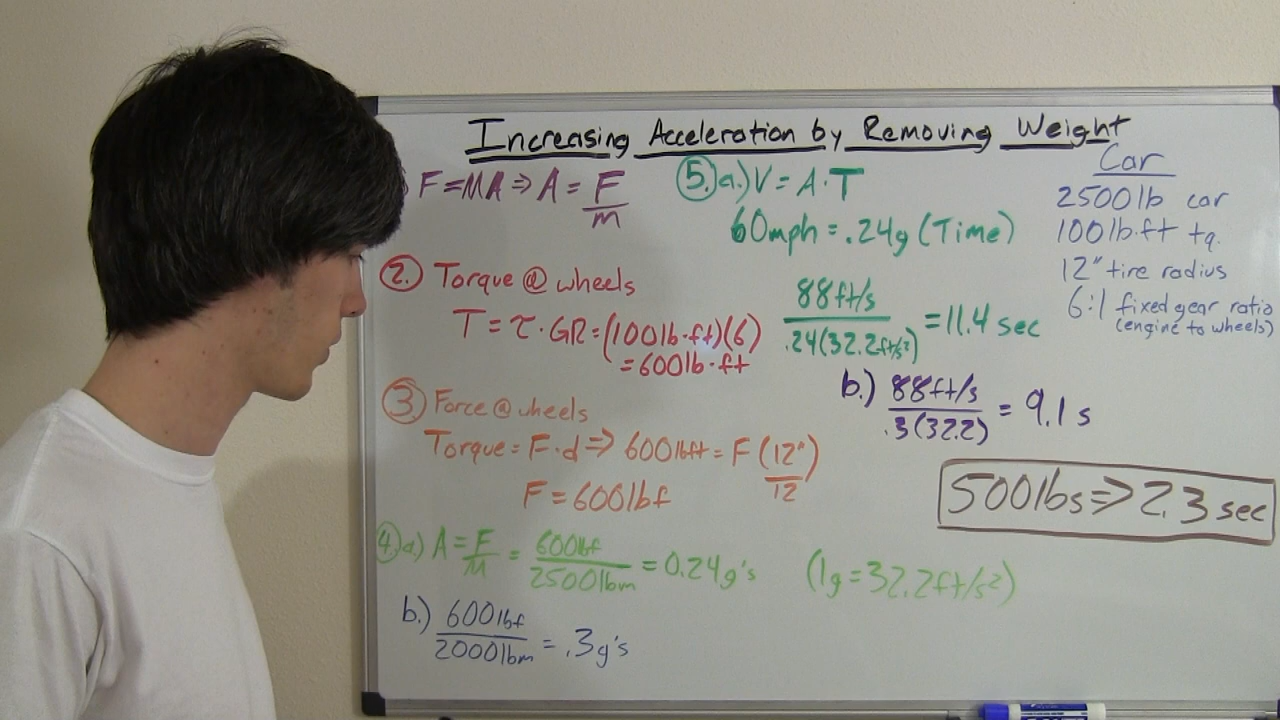 Increasing Acceleration by Removing Weight
F=MA⇒A=F/m
2. Torque @ wheels
T=τ·GR=(100lb·ft)(6)
=600lb·ft
3. Force @ wheels
Torque=F·d⇒600lbft=F(12"/12)
F=600lbf
4. a) A=F/M=600lbf/2500lbm=0.24g's (1g=32.2ft/s²)
b.) 600lbf/2000lbm=.3g's
5. a.) V=A·T
60mph=.24g(Time)
88ft/s/.24(32.2ft/s²)=11.4 sec
b.) 88ft/s/.3(32.2)=9.1s
Car
2500lb car
100lb·ft tq.
12" tire radius
6:1 fixed gear ratio
(engine to wheels)
500lbs⇒2.3 sec